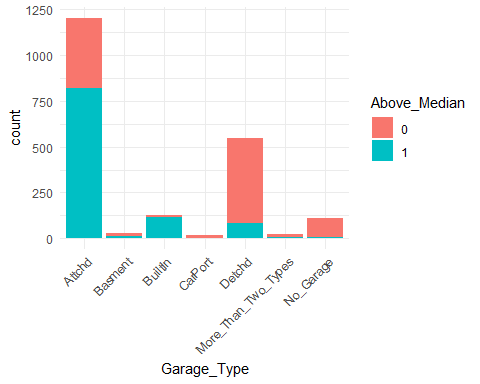 1250
1000
750
500
250
0
count
Attchd
Basment
BuiltIn
CarPort
Detchd
More_Than_Two_Types
No_Garage
Garage_Type
Above_Median
0
1